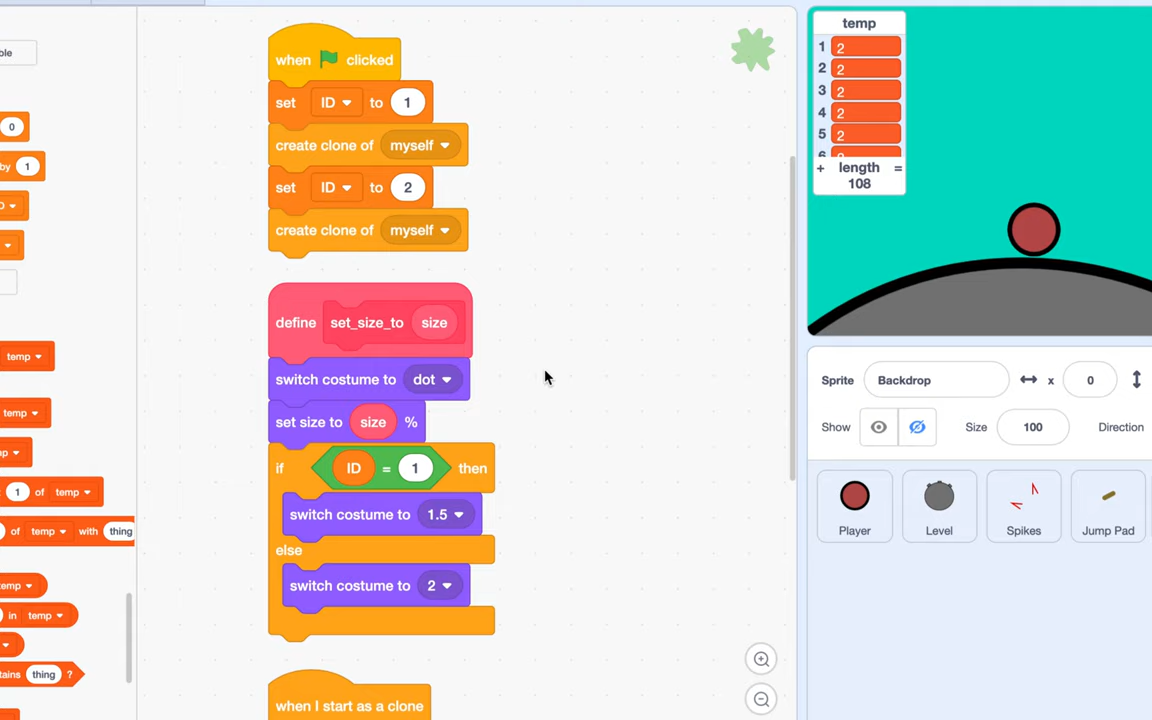 ble
when clicked
set ID to 1
create clone of myself
set ID to 2
create clone of myself
define set_size_to size
switch costume to dot
set size to size %
if ID = 1 then
switch costume to 1.5
else
switch costume to 2
when I start as a clone
0
by 1
temp
temp
1 of temp
of temp with thing
temp
in temp
thing ?
temp
1 2
2 2
3 2
4 2
5 2
+ length =
108
Sprite Backdrop x 0
Show Size 100 Direction
Player Level Spikes Jump Pad